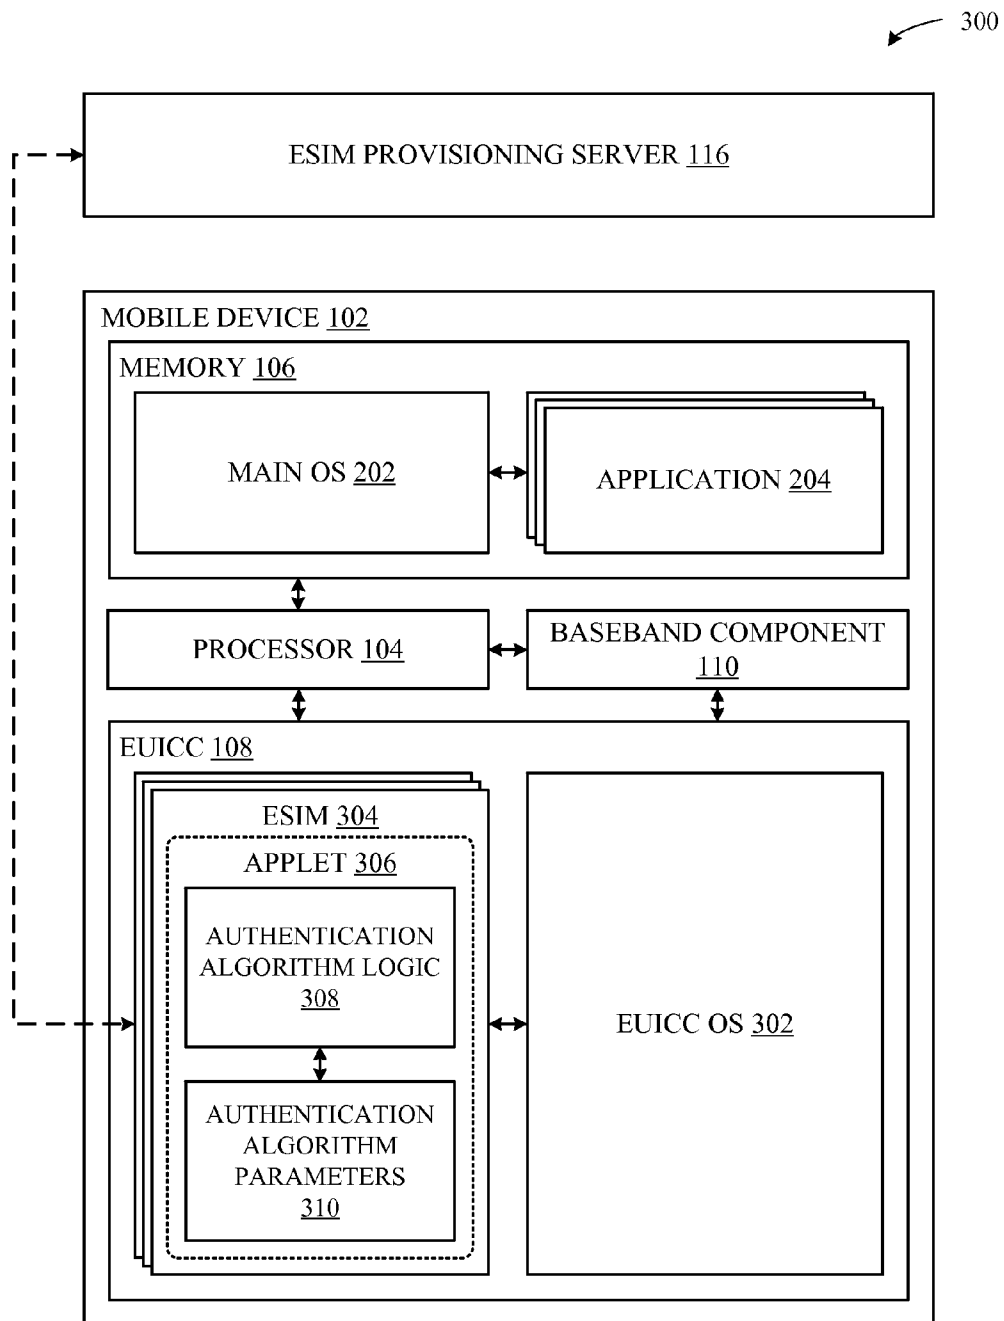 300
ESIM PROVISIONING SERVER 116
MOBILE DEVICE 102
MEMORY 106
MAIN OS 202
APPLICATION 204
PROCESSOR 104
BASEBAND COMPONENT
110
EUICC 108
ESIM 304
APPLET 306
AUTHENTICATION
ALGORITHM LOGIC
308
AUTHENTICATION
ALGORITHM
PARAMETERS
310
EUICC OS 302